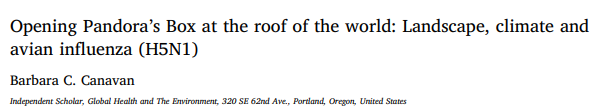 Opening Pandora’s Box at the roof of the world: Landscape, climate and
avian influenza (H5N1)
Barbara C. Canavan
Independent Scholar, Global Health and The Environment, 320 SE 62nd Ave., Portland, Oregon, United States